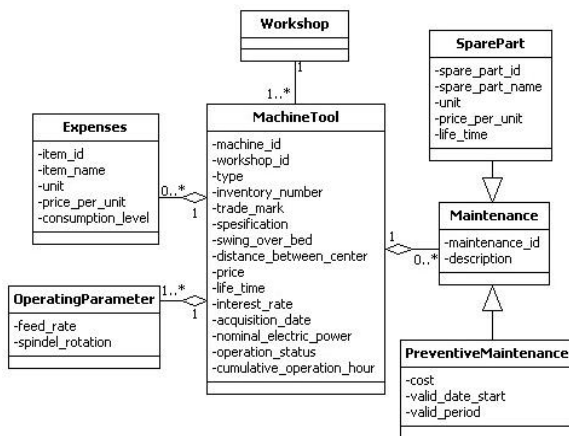 Workshop
1
1..*
MachineTool
-machine_id
-workshop_id
-type
-inventory_number
-trade_mark
-spesification
-swing_over_bed
-distance_between_center
-price
-life_time
-interest_rate
-acquisition_date
-nominal_electric_power
-operation_status
-cumulative_operation_hour
Expenses
-item_id
-item_name
-unit
-price_per_unit
-consumption_level
0..*
1
OperatingParameter
-feed_rate
-spindel_rotation
1..*
1
SparePart
-spare_part_id
-spare_part_name
-unit
-price_per_unit
-life_time
Maintenance
-maintenance_id
-description
1
0..*
PreventiveMaintenance
-cost
-valid_date_start
-valid_period